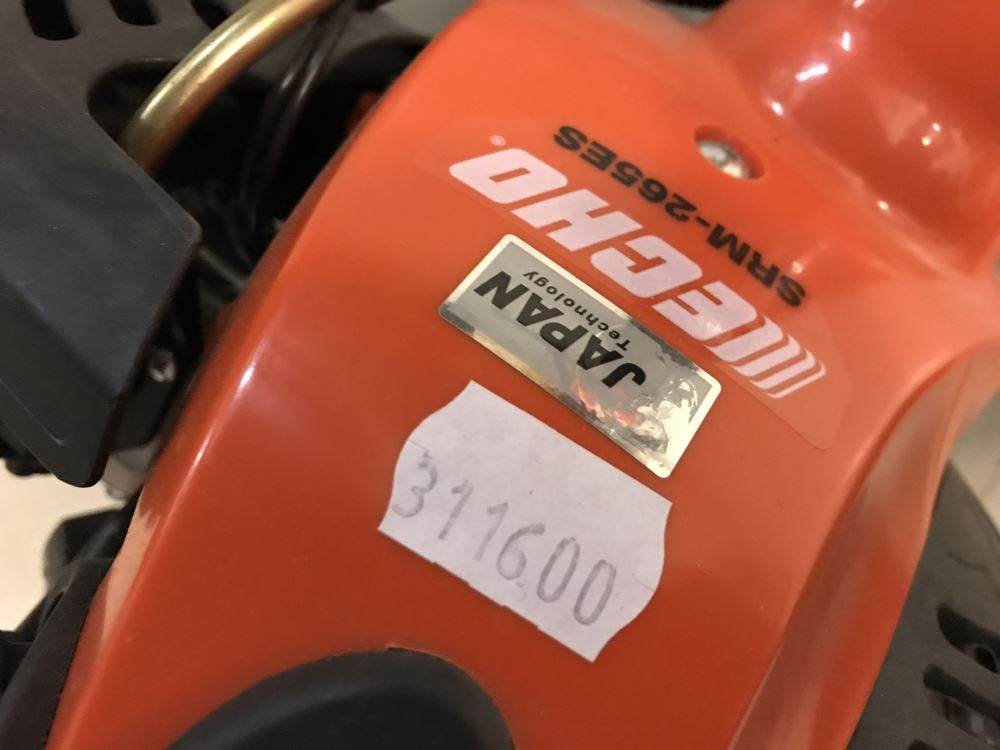 SRM-265ES
ECHO®
JAPAN
Technology
311600